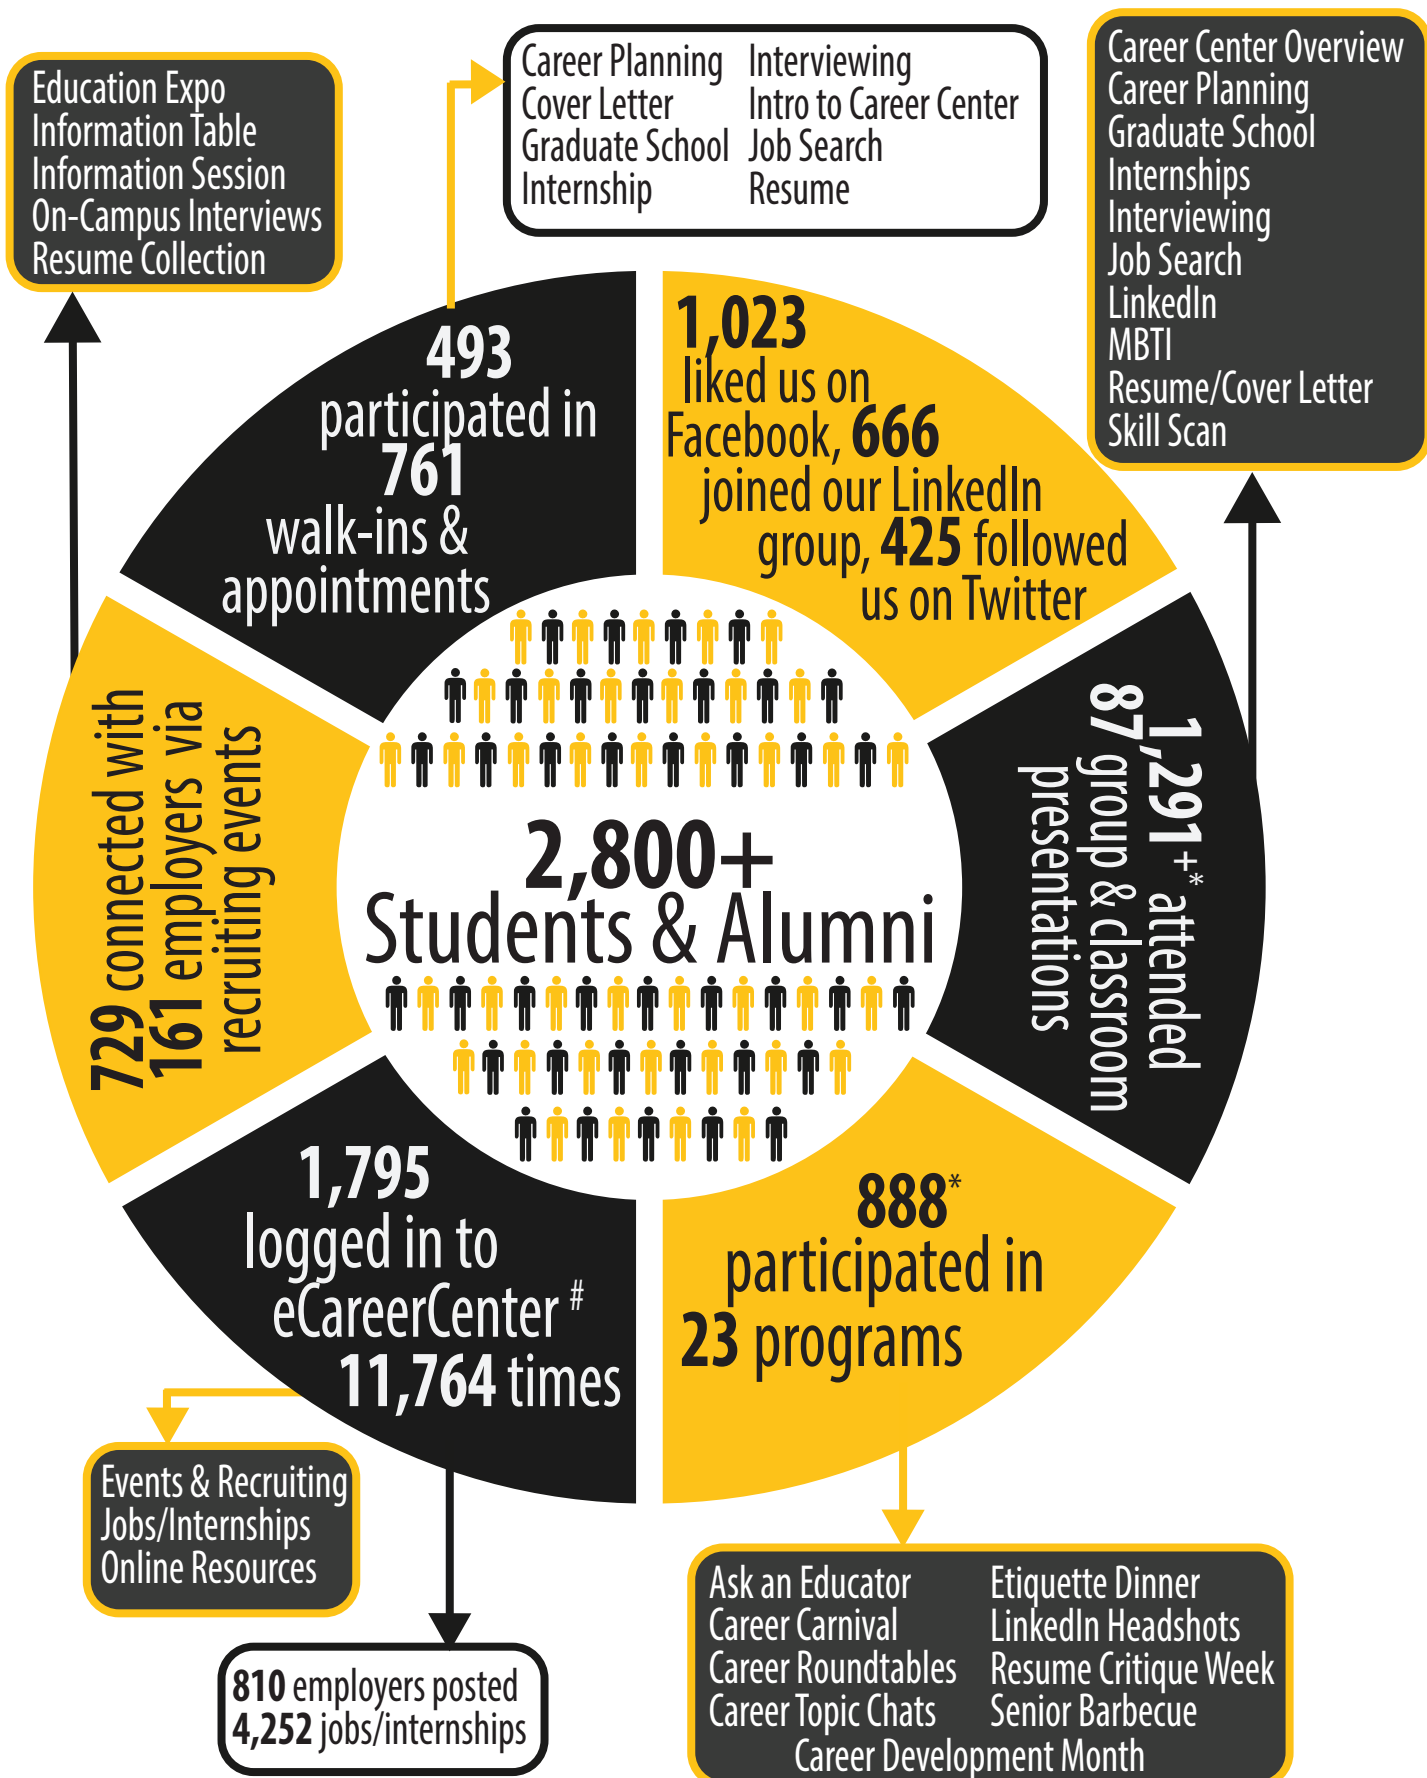 Education Expo
Information Table
Information Session
On-Campus Interviews
Resume Collection
Career Planning
Cover Letter
Graduate School
Internship
Interviewing
Intro to Career Center
Job Search
Resume
Career Center Overview
Career Planning
Graduate School
Internships
Interviewing
Job Search
LinkedIn
MBTI
Resume/Cover Letter
Skill Scan
493
participated in
761
walk-ins &
appointments
1,023
liked us on
Facebook, 666
joined our LinkedIn
group, 425 followed
us on Twitter
729 connected with
161 employers via
recruiting events
2,800+
Students & Alumni
1,291+* attended
87 group & classroom
presentations
1,795
logged in to
eCareerCenter #
11,764 times
888*
participated in
23 programs
Events & Recruiting
Jobs/Internships
Online Resources
810 employers posted
4,252 jobs/internships
Ask an Educator
Career Carnival
Career Roundtables
Career Topic Chats
Etiquette Dinner
LinkedIn Headshots
Resume Critique Week
Senior Barbecue
Career Development Month